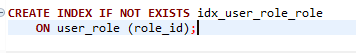 CREATE INDEX IF NOT EXISTS idx_user_role_role
ON user_role (role_id);